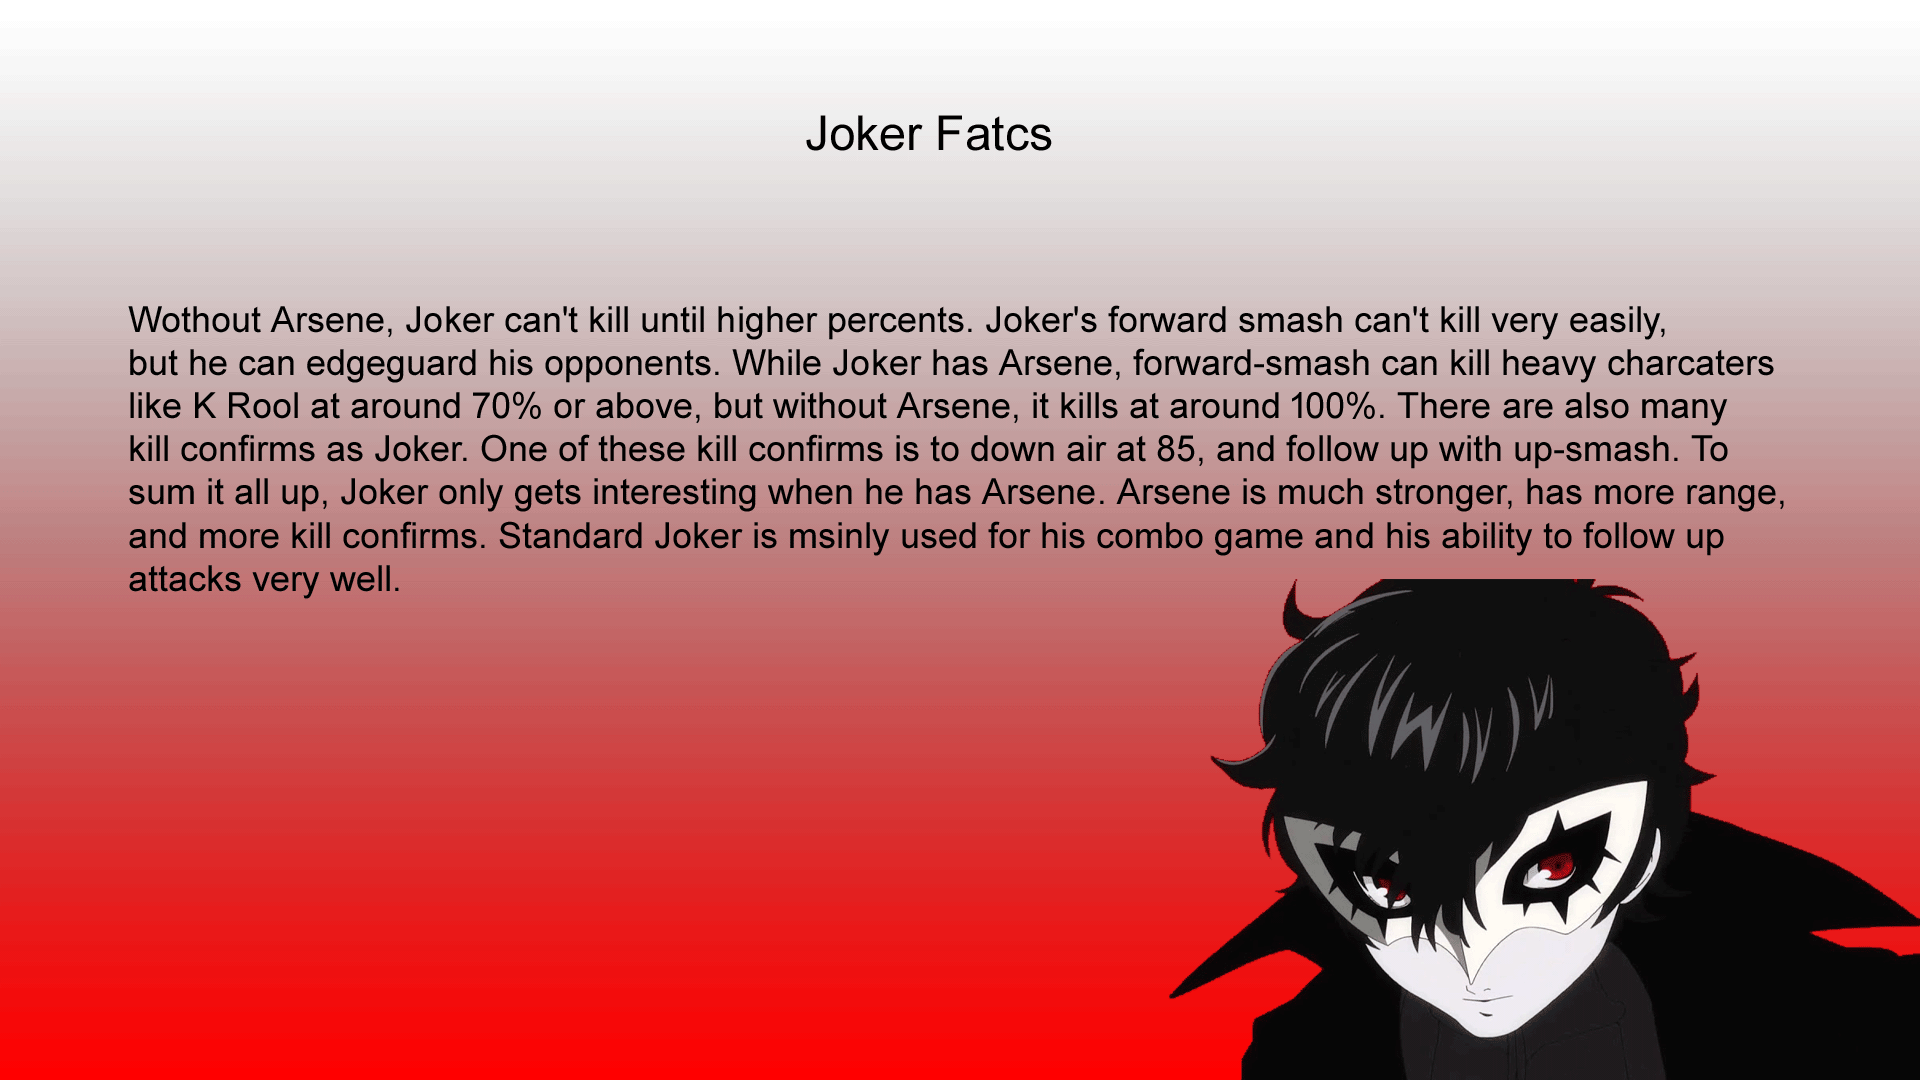 Joker Fatcs
Wothout Arsene, Joker can't kill until higher percents. Joker's forward smash can't kill very easily,
but he can edgeguard his opponents. While Joker has Arsene, forward-smash can kill heavy charcaters
like K Rool at around 70% or above, but without Arsene, it kills at around 100%. There are also many
kill confirms as Joker. One of these kill confirms is to down air at 85, and follow up with up-smash. To
sum it all up, Joker only gets interesting when he has Arsene. Arsene is much stronger, has more range,
and more kill confirms. Standard Joker is msinly used for his combo game and his ability to follow up
attacks very well.